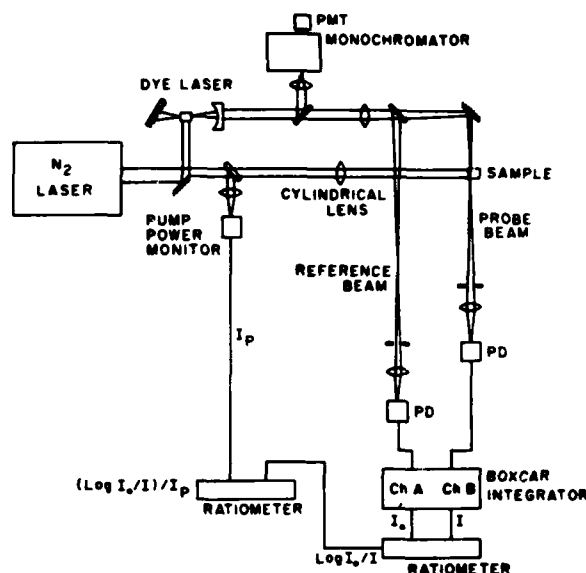 PMT
MONOCHROMATOR
DYE LASER
N2
LASER
SAMPLE
CYLINDRICAL
LENS
PUMP
POWER
MONITOR
PROBE
BEAM
REFERENCE
BEAM
IP
PD
PD
BOXCAR
INTEGRATOR
Ch A Ch B
(Log Io/I)/IP
RATIOMETER
Io I
Log Io/I
RATIOMETER